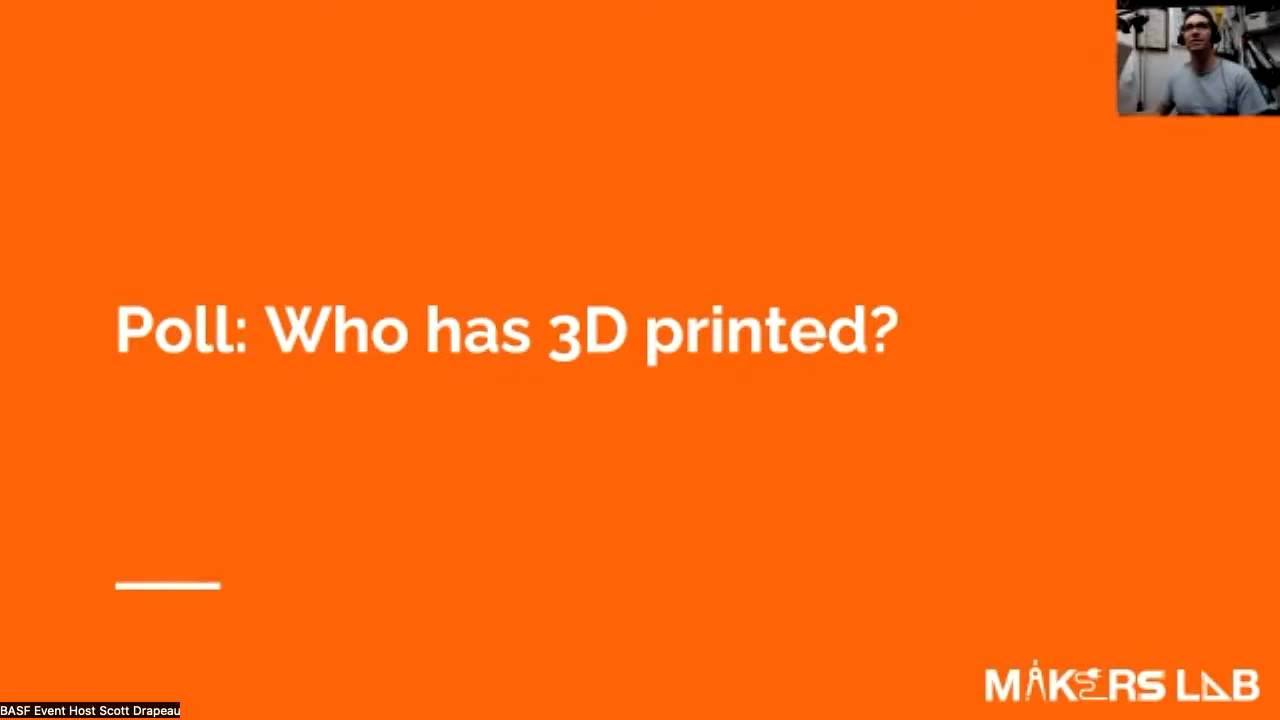 Poll: Who has 3D printed?
MAKERS LAB
BASF Event Host Scott Drapeau